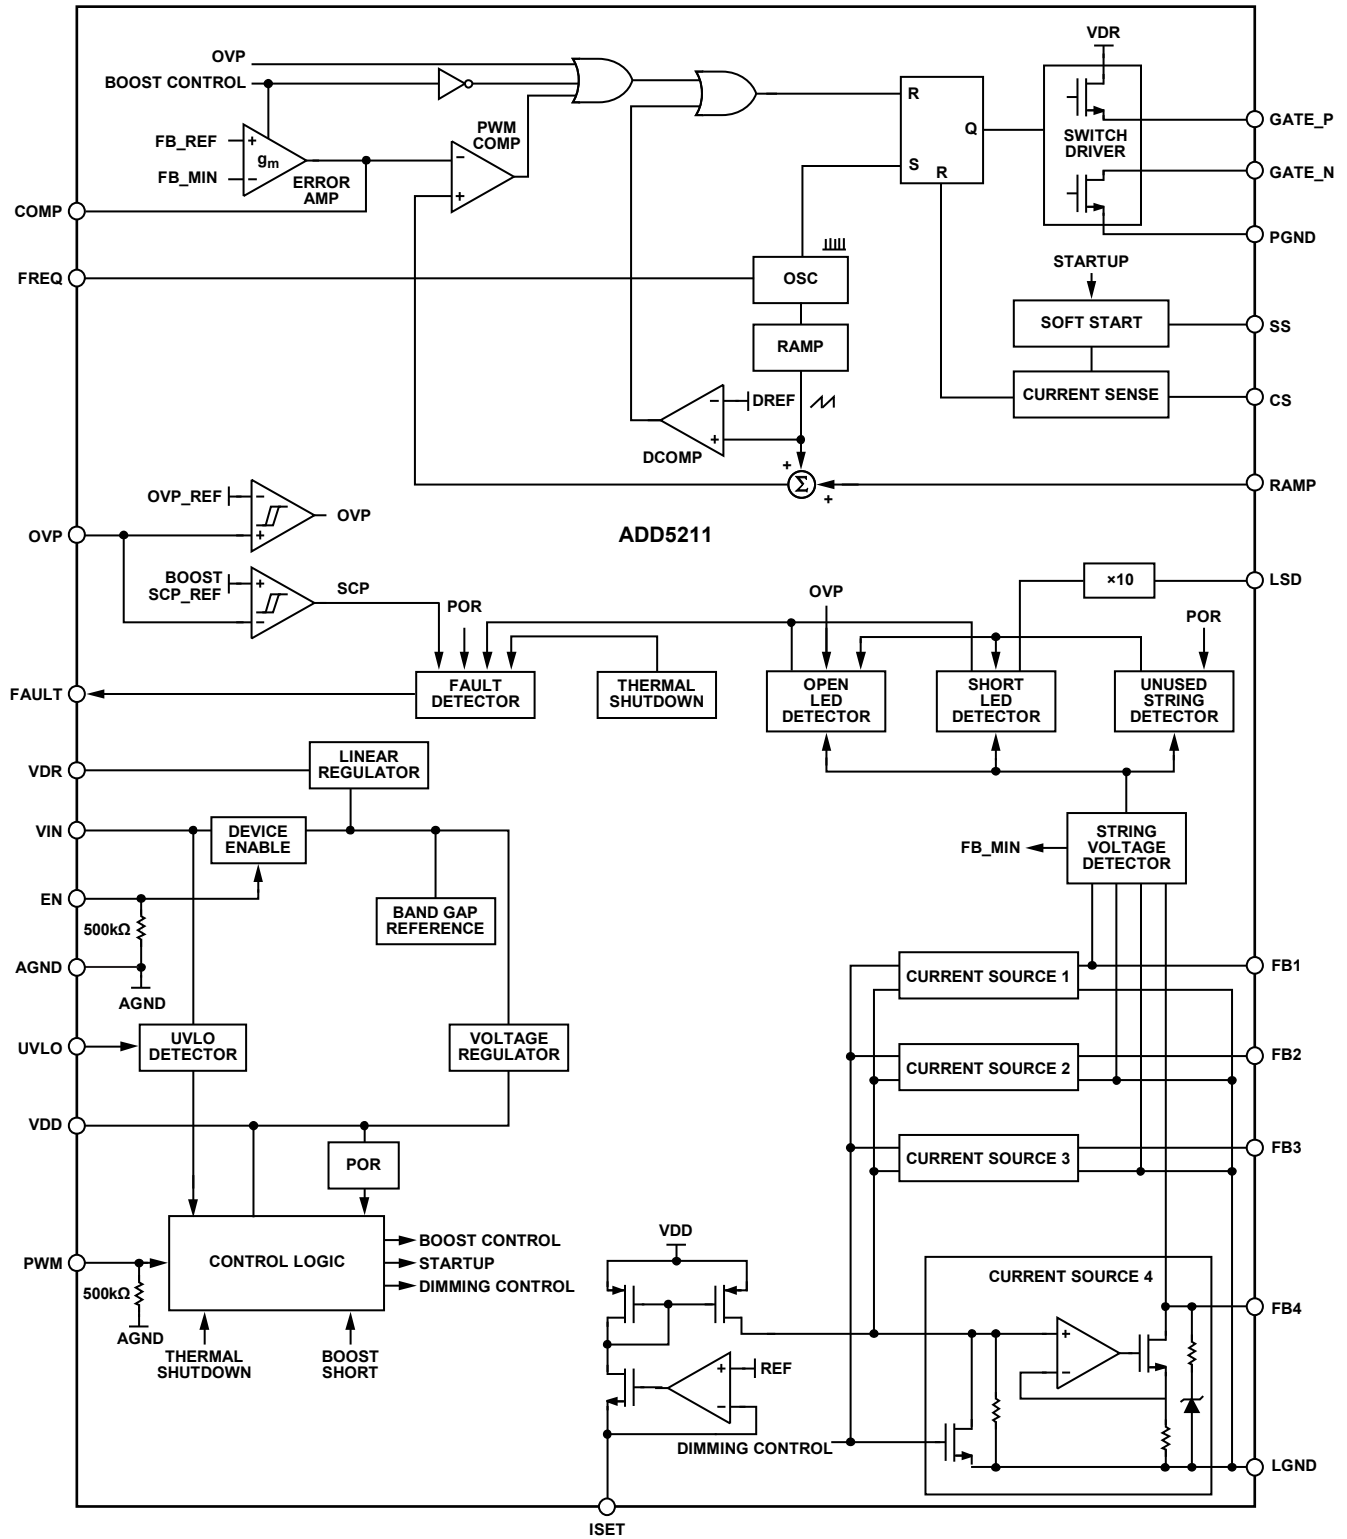 VDR
OVP
BOOST CONTROL
R
Q
S
R
SWITCH
DRIVER
GATE_P
GATE_N
PGND
FB_REF
+
gm
FB_MIN
−
ERROR
AMP
PWM
COMP
−
+
COMP
FREQ
OSC
RAMP
STARTUP
SOFT START
SS
CURRENT SENSE
CS
−
DREF
+
DCOMP
+
Σ
+
RAMP
OVP_REF
−
+
OVP
OVP
ADD5211
BOOST
SCP_REF
+
−
SCP
POR
OVP
×10
LSD
POR
FAULT
FAULT
DETECTOR
THERMAL
SHUTDOWN
OPEN
LED
DETECTOR
SHORT
LED
DETECTOR
UNUSED
STRING
DETECTOR
VDR
LINEAR
REGULATOR
VIN
DEVICE
ENABLE
FB_MIN
STRING
VOLTAGE
DETECTOR
EN
500kΩ
BAND GAP
REFERENCE
AGND
AGND
CURRENT SOURCE 1
FB1
UVLO
UVLO
DETECTOR
VOLTAGE
REGULATOR
CURRENT SOURCE 2
FB2
VDD
POR
CURRENT SOURCE 3
FB3
PWM
500kΩ
AGND
CONTROL LOGIC
BOOST CONTROL
STARTUP
DIMMING CONTROL
THERMAL
SHUTDOWN
BOOST
SHORT
VDD
CURRENT SOURCE 4
FB4
+
−
+
REF
−
DIMMING CONTROL
LGND
ISET